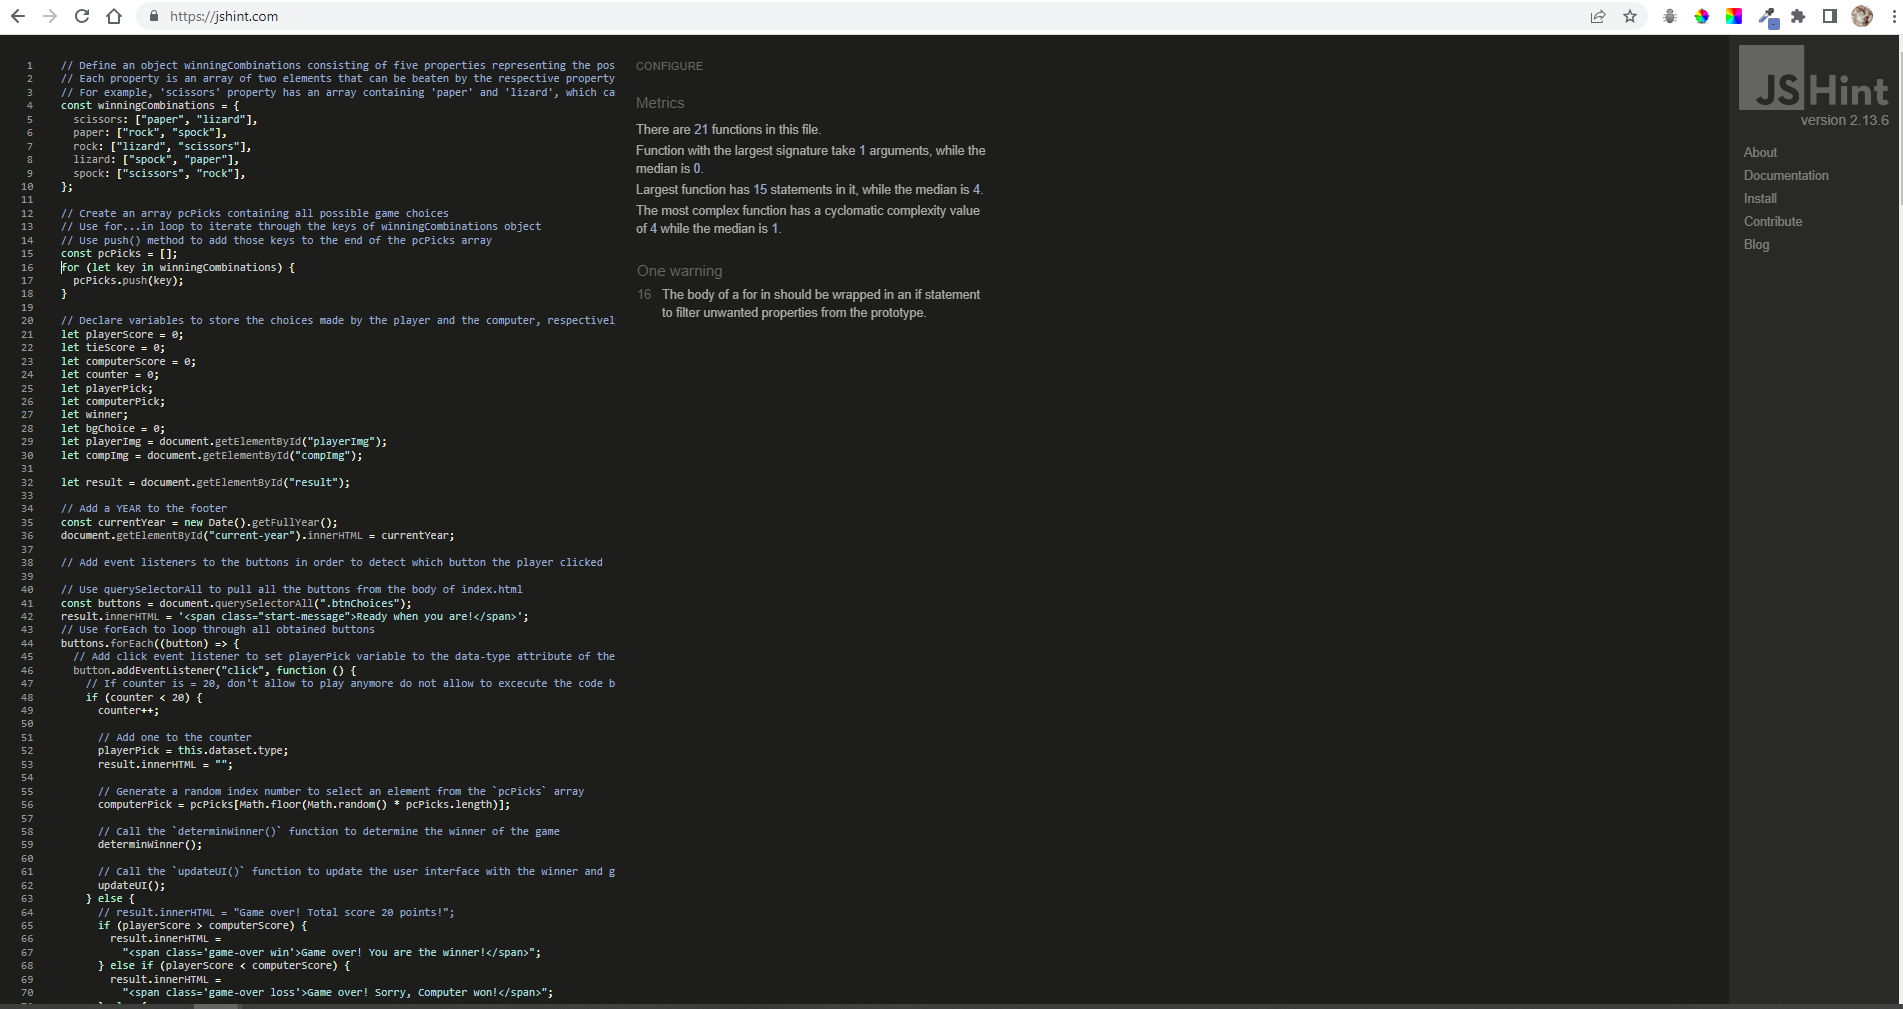 https://jshint.com
1 // Define an object winningCombinations consisting of five properties representing the pos
2 // Each property is an array of two elements that can be beaten by the respective property
3 // For example, 'scissors' property has an array containing 'paper' and 'lizard', which ca
4 const winningCombinations = {
5 scissors: ["paper", "lizard"],
6 paper: ["rock", "spock"],
7 rock: ["lizard", "scissors"],
8 lizard: ["spock", "paper"],
9 spock: ["scissors", "rock"],
10 };
11
12 // Create an array pcPicks containing all possible game choices
13 // Use for...in loop to iterate through the keys of winningCombinations object
14 // Use push() method to add those keys to the end of the pcPicks array
15 const pcPicks = [];
16 for (let key in winningCombinations) {
17 pcPicks.push(key);
18 }
19
20 // Declare variables to store the choices made by the player and the computer, respectivel
21 let playerScore = 0;
22 let tieScore = 0;
23 let computerScore = 0;
24 let counter = 0;
25 let playerPick;
26 let computerPick;
27 let winner;
28 let bgChoice = 0;
29 let playerImg = document.getElementById("playerImg");
30 let compImg = document.getElementById("compImg");
31
32 let result = document.getElementById("result");
33
34 // Add a YEAR to the footer
35 const currentYear = new Date().getFullYear();
36 document.getElementById("current-year").innerHTML = currentYear;
37
38 // Add event listeners to the buttons in order to detect which button the player clicked
39
40 // Use querySelectorAll to pull all the buttons from the body of index.html
41 const buttons = document.querySelectorAll(".btnChoices");
42 result.innerHTML = '<span class="start-message">Ready when you are!</span>';
43 // Use forEach to loop through all obtained buttons
44 buttons.forEach((button) => {
45 // Add click event listener to set playerPick variable to the data-type attribute of the
46 button.addEventListener("click", function () {
47 // If counter is = 20, don't allow to play anymore do not allow to excecute the code b
48 if (counter < 20) {
49 counter++;
50
51 // Add one to the counter
52 playerPick = this.dataset.type;
53 result.innerHTML = "";
54
55 // Generate a random index number to select an element from the `pcPicks` array
56 computerPick = pcPicks[Math.floor(Math.random() * pcPicks.length)];
57
58 // Call the `determinWinner()` function to determine the winner of the game
59 determinWinner();
60
61 // Call the `updateUI()` function to update the user interface with the winner and g
62 updateUI();
63 } else {
64 // result.innerHTML = "Game over! Total score 20 points!";
65 if (playerScore > computerScore) {
66 result.innerHTML =
67 "<span class='game-over win'>Game over! You are the winner!</span>";
68 } else if (playerScore < computerScore) {
69 result.innerHTML =
70 "<span class='game-over loss'>Game over! Sorry, Computer won!</span>";
CONFIGURE
Metrics
There are 21 functions in this file.
Function with the largest signature take 1 arguments, while the
median is 0.
Largest function has 15 statements in it, while the median is 4.
The most complex function has a cyclomatic complexity value
of 4 while the median is 1.
One warning
16 The body of a for in should be wrapped in an if statement
to filter unwanted properties from the prototype.
JSHint
version 2.13.6
About
Documentation
Install
Contribute
Blog